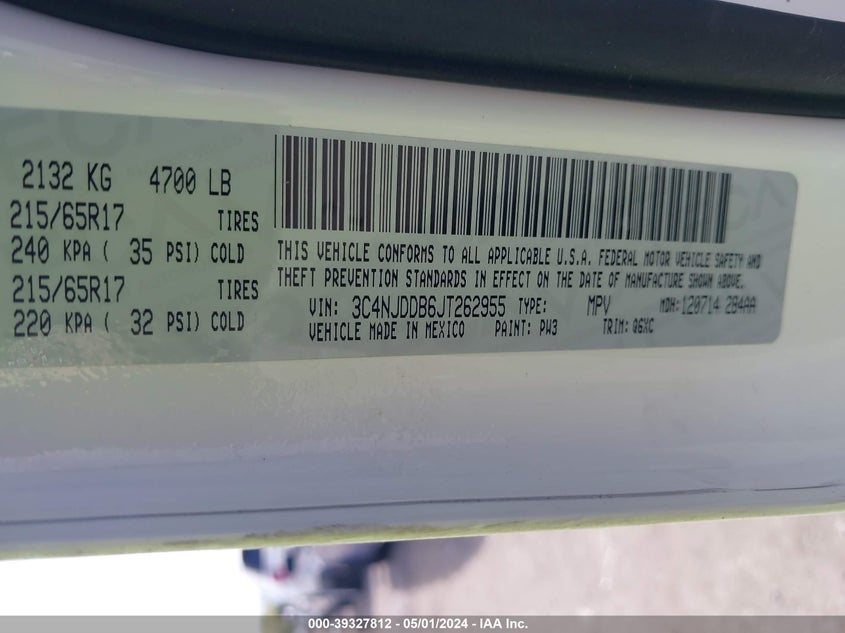 2132 KG 4700 LB
215/65R17 TIRES
240 KPA ( 35 PSI) COLD
215/65R17 TIRES
220 KPA ( 32 PSI) COLD
THIS VEHICLE CONFORMS TO ALL APPLICABLE U.S.A. FEDERAL MOTOR VEHICLE SAFETY AND
THEFT PREVENTION STANDARDS IN EFFECT ON THE DATE OF MANUFACTURE SHOWN ABOVE.
VIN: 3C4NJDDB6JT262955 TYPE: MPV MDH: 120714 284AA
VEHICLE MADE IN MEXICO PAINT: PW3 TRIM: Q6XC
000-39327812 - 05/01/2024 - IAA Inc.